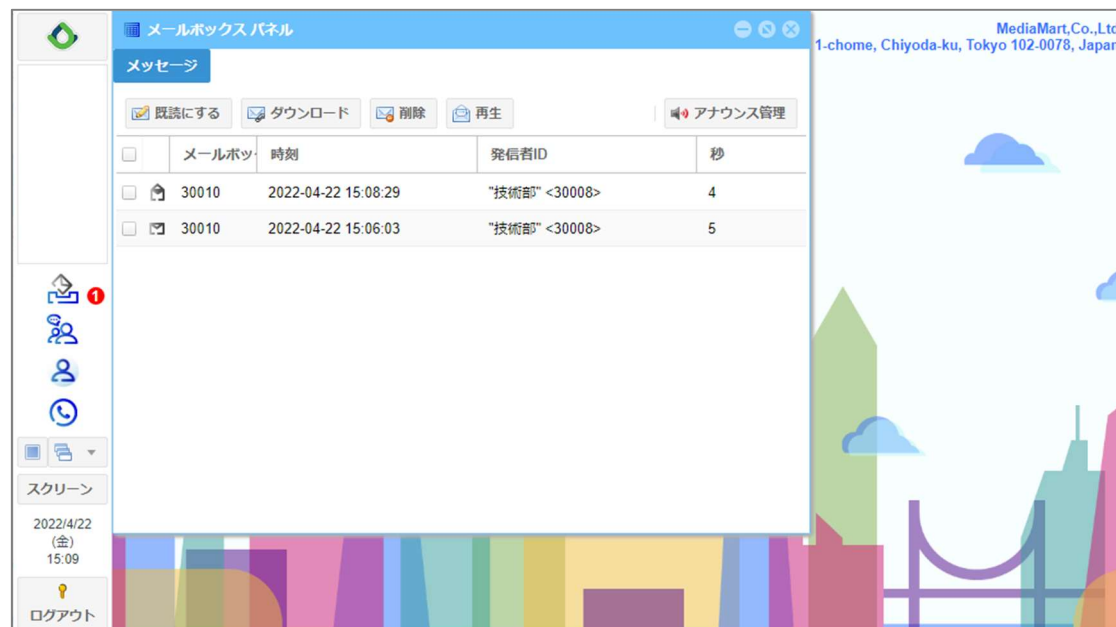 メールボックス パネル
MediaMart,Co.,Ltd
1-chome, Chiyoda-ku, Tokyo 102-0078, Japan
メッセージ
既読にする ダウンロード 削除 再生 アナウンス管理
メールボッ 時刻 発信者ID 秒
30010 2022-04-22 15:08:29 "技術部" <30008> 4
30010 2022-04-22 15:06:03 "技術部" <30008> 5
1
スクリーン
2022/4/22
(金)
15:09
ログアウト